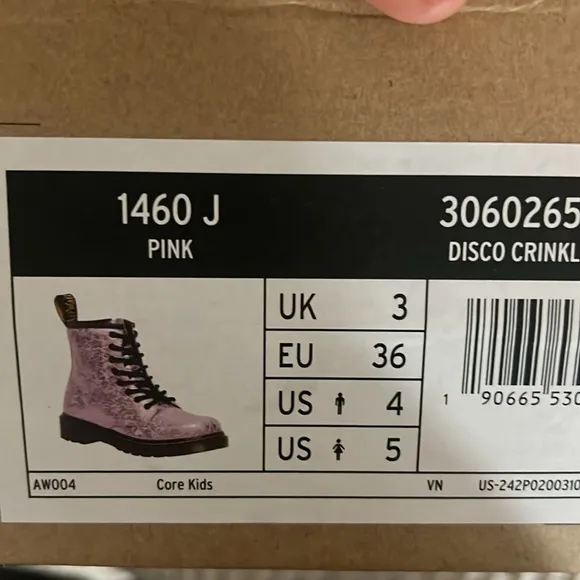 1460 J
PINK
3060265
DISCO CRINKL
UK 3
EU 36
US 4
US 5
1 90665 530
AW004 Core Kids VN US-242P0200310